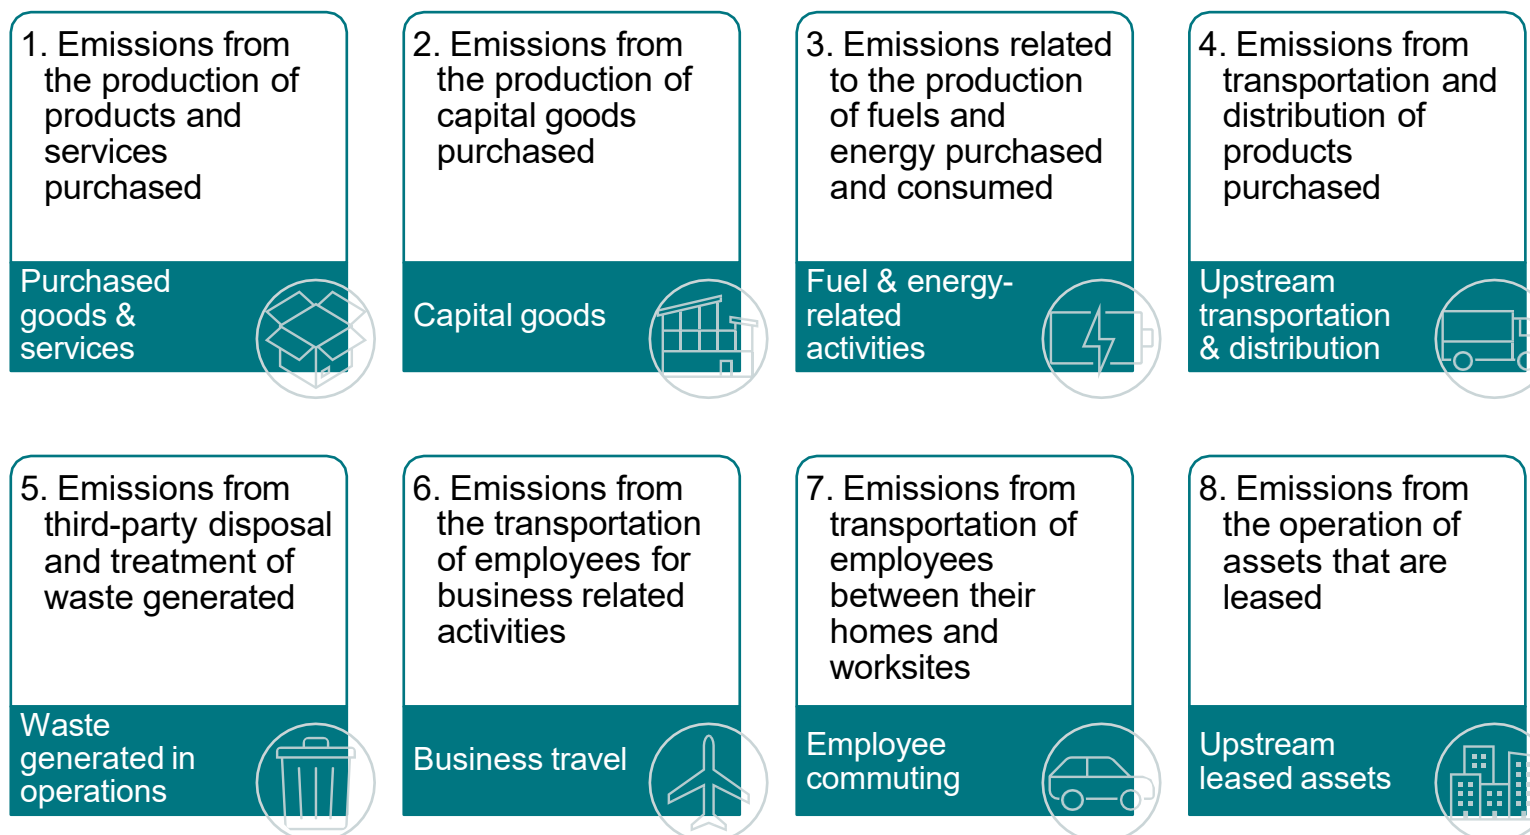 1. Emissions from
the production of
products and
services
purchased
Purchased
goods &
services
2. Emissions from
the production of
capital goods
purchased
Capital goods
3. Emissions related
to the production
of fuels and
energy purchased
and consumed
Fuel & energy-
related
activities
4. Emissions from
transportation and
distribution of
products
purchased
Upstream
transportation
& distribution
5. Emissions from
third-party disposal
and treatment of
waste generated
Waste
generated in
operations
6. Emissions from
the transportation
of employees for
business related
activities
Business travel
7. Emissions from
transportation of
employees
between their
homes and
worksites
Employee
commuting
8. Emissions from
the operation of
assets that are
leased
Upstream
leased assets